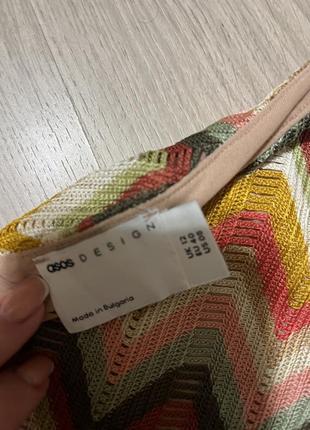 asos DESIGN
Made in Bulgaria
UK 12
EU 40
US 08